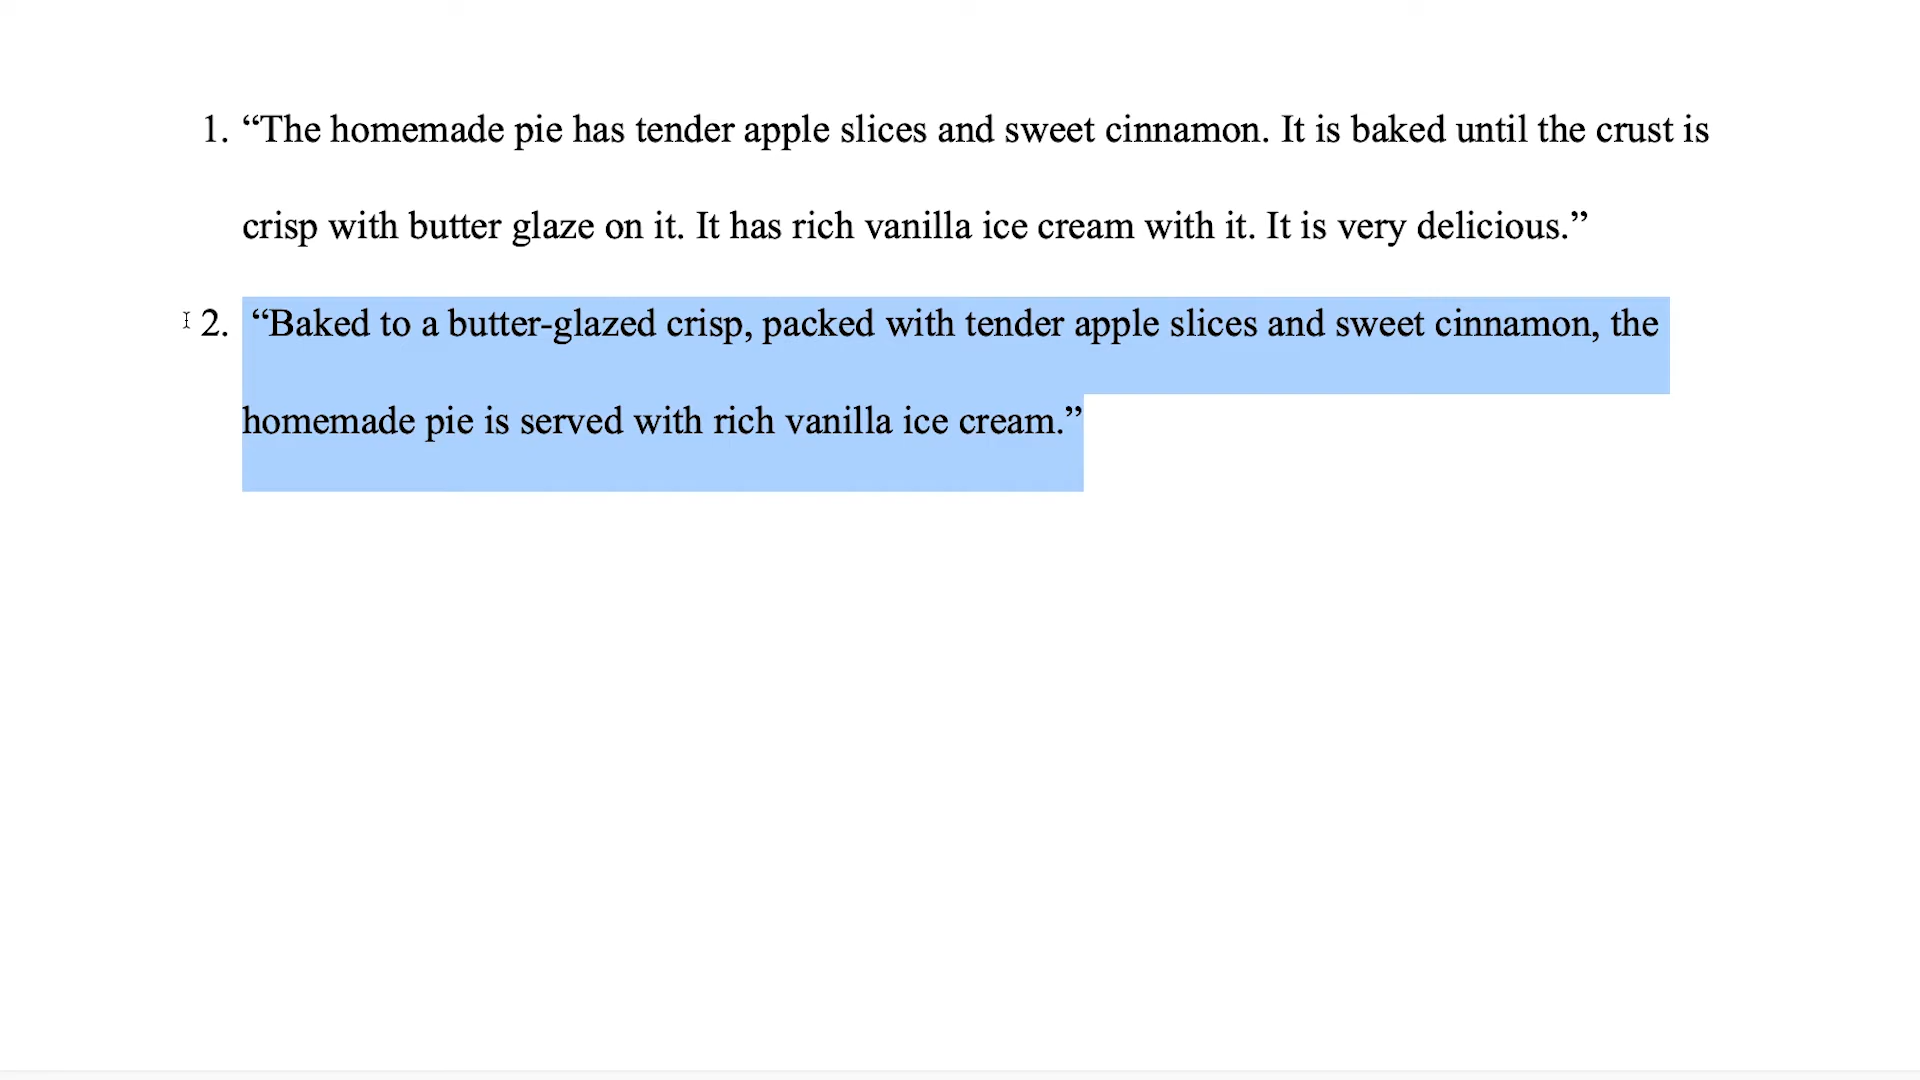 1. “The homemade pie has tender apple slices and sweet cinnamon. It is baked until the crust is
crisp with butter glaze on it. It has rich vanilla ice cream with it. It is very delicious.”
2. “Baked to a butter-glazed crisp, packed with tender apple slices and sweet cinnamon, the
homemade pie is served with rich vanilla ice cream.”